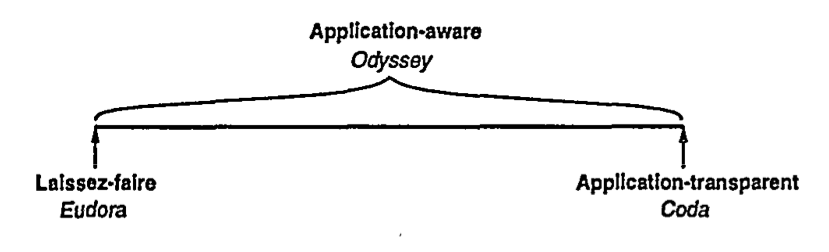 Application-aware
Odyssey
Laissez-faire
Eudora
Application-transparent
Coda